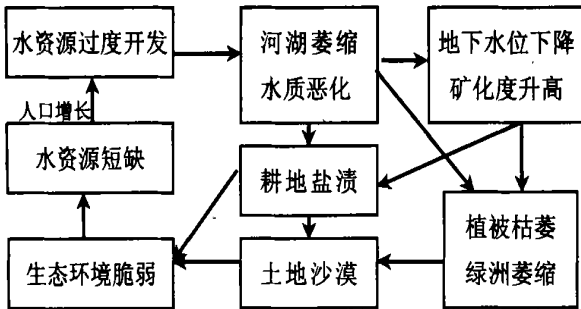 水资源过度开发
河湖萎缩
水质恶化
地下水位下降
矿化度升高
人口增长
水资源短缺
耕地盐渍
植被枯萎
绿洲萎缩
生态环境脆弱
土地沙漠